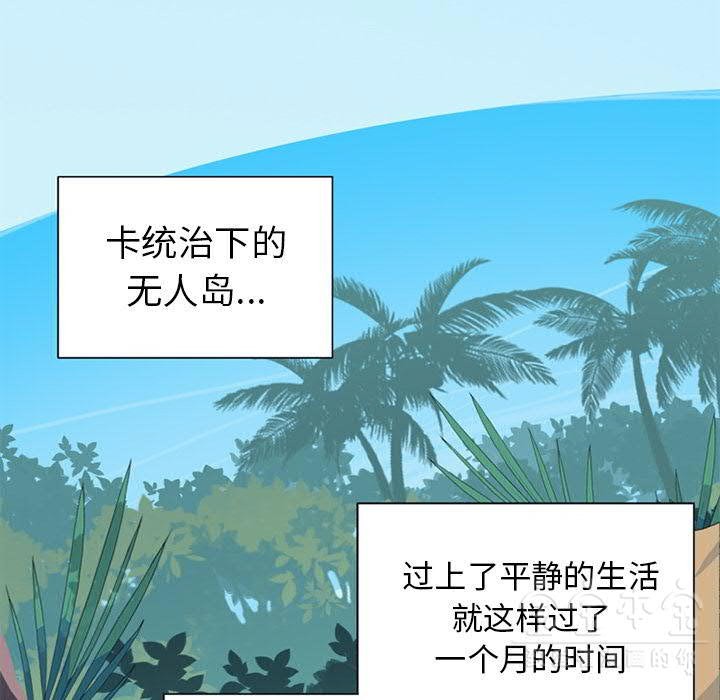 卡统治下的
无人岛...
过上了平静的生活
就这样过了
一个月的时间